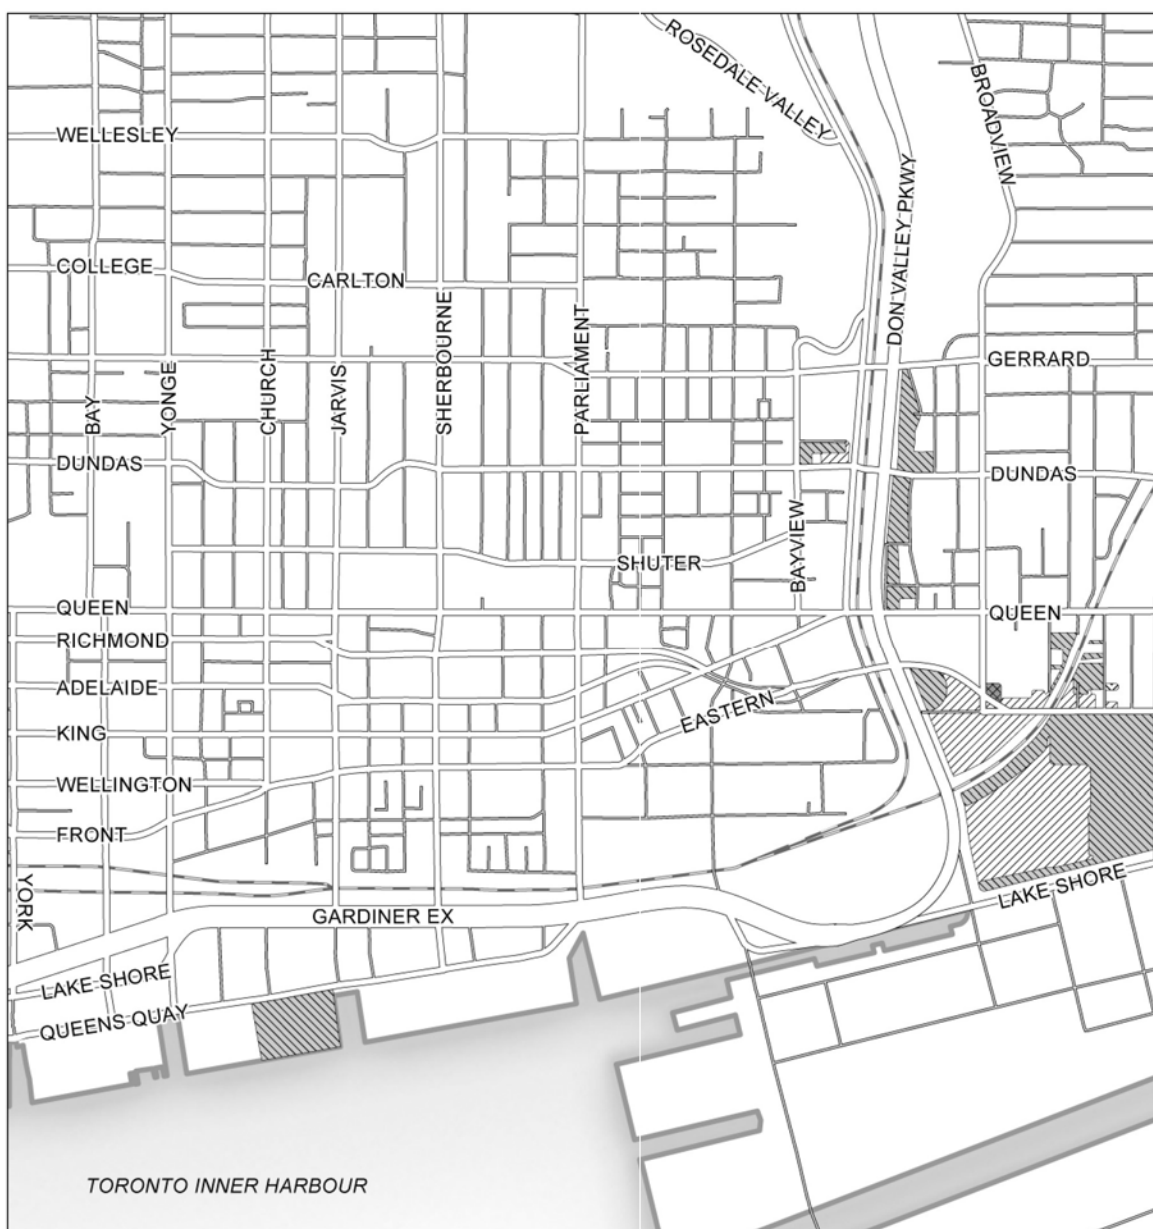 ROSEDALE VALLEY
BROADVIEW
WELLESLEY
DON VALLEY PKWY
COLLEGE
CARLTON
SHERBOURNE
PARLIAMENT
GERRARD
BAY
YONGE
CHURCH
JARVIS
DUNDAS
DUNDAS
BAYVIEW
SHUTER
QUEEN
QUEEN
RICHMOND
ADELAIDE
EASTERN
KING
WELLINGTON
FRONT
YORK
LAKE SHORE
GARDINER EX
LAKE SHORE
QUEENS QUAY
TORONTO INNER HARBOUR